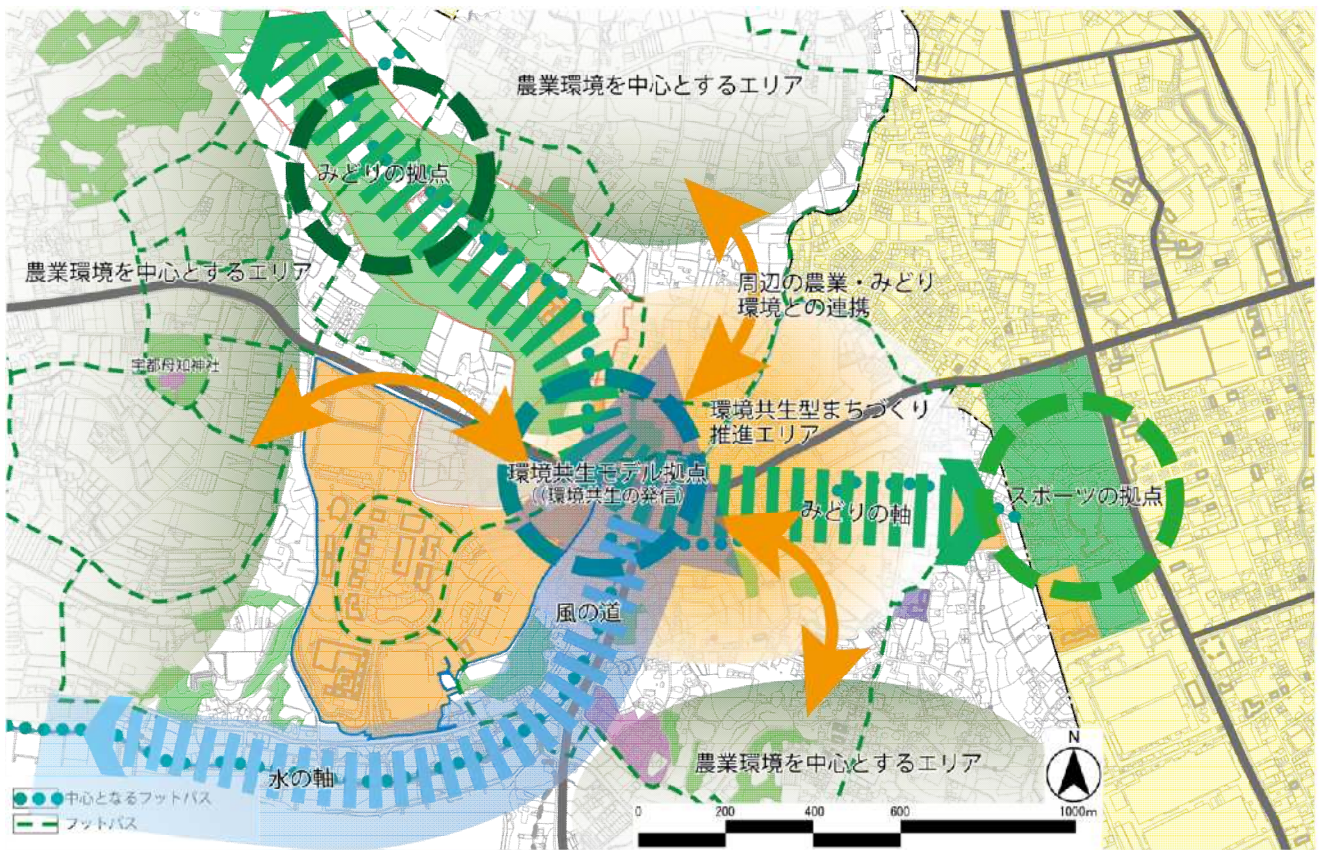 農業環境を中心とするエリア
みどりの拠点
農業環境を中心とするエリア
周辺の農業・みどり
環境との連携
宇都母知神社
環境共生型まちづくり
推進エリア
環境共生モデル拠点
((環境共生の発信)
みどりの軸
スポーツの拠点
風の道
水の軸
農業環境を中心とするエリア
N
中心となるフットパス
フットパス
0 200 400 600 1000m